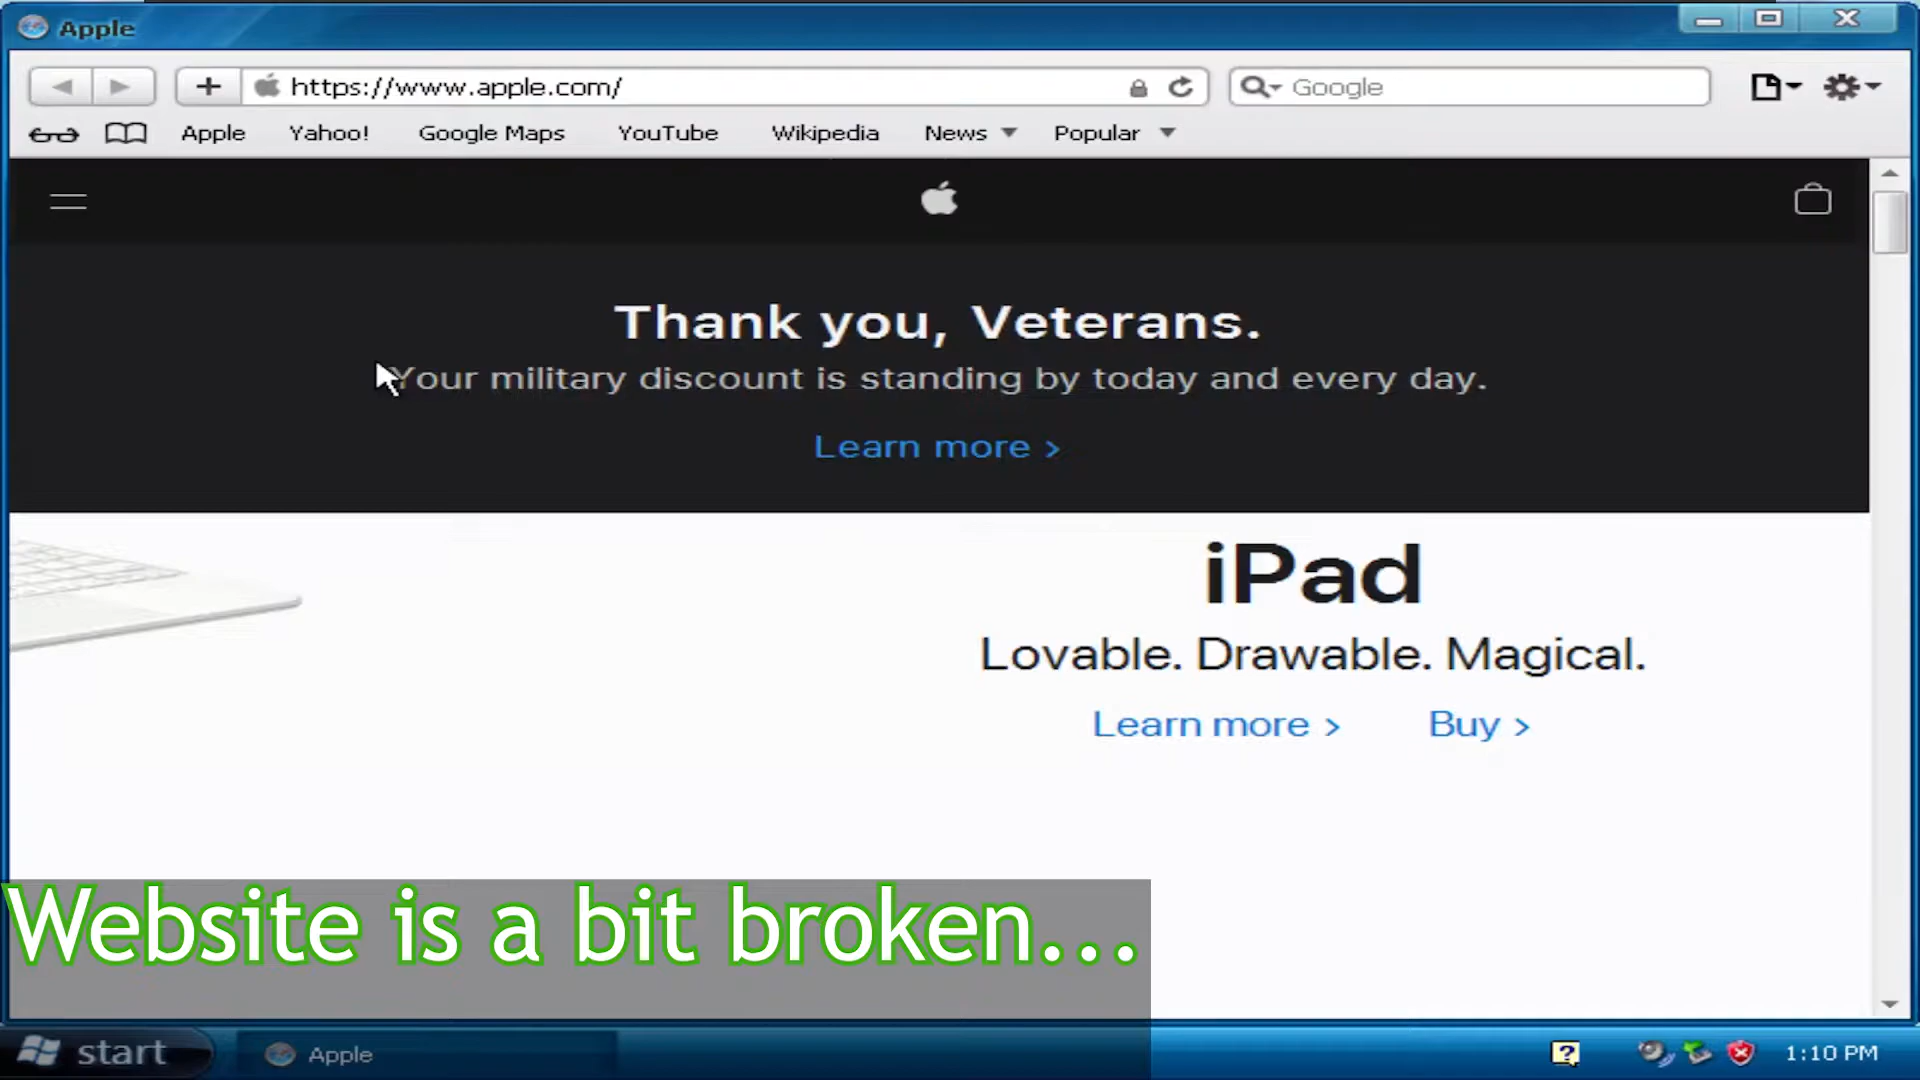 Apple
https://www.apple.com/
Google
Apple Yahoo! Google Maps YouTube Wikipedia News Popular
Thank you, Veterans.
Your military discount is standing by today and every day.
Learn more >
iPad
Lovable. Drawable. Magical.
Learn more > Buy >
Website is a bit broken...
start Apple ? 1:10 PM